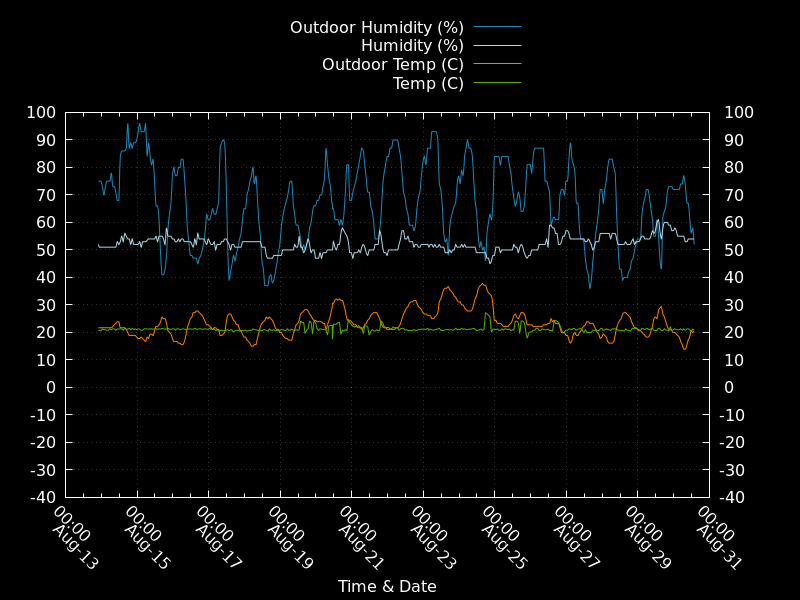 Outdoor Humidity (%)
Humidity (%)
Outdoor Temp (C)
Temp (C)
100 100
90 90
80 80
70 70
60 60
50 50
40 40
30 30
20 20
10 10
0 0
-10 -10
-20 -20
-30 -30
-40 -40
00:00 00:00 00:00 00:00 00:00 00:00 00:00 00:00 00:00 00:00
Aug-13 Aug-15 Aug-17 Aug-19 Aug-21 Aug-23 Aug-25 Aug-27 Aug-29 Aug-31
Time & Date